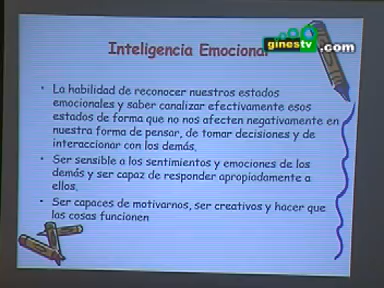 Inteligencia Emocional
ginestv.com
• La habilidad de reconocer nuestros estados
emocionales y saber canalizar efectivamente esos
estados de forma que no nos afecten negativamente en
nuestra forma de pensar, de tomar decisiones y de
interaccionar con los demás.
• Ser sensible a los sentimientos y emociones de los
demás y ser capaz de responder apropiadamente a
ellos.
• Ser capaces de motivarnos, ser creativos y hacer que
las cosas funcionen